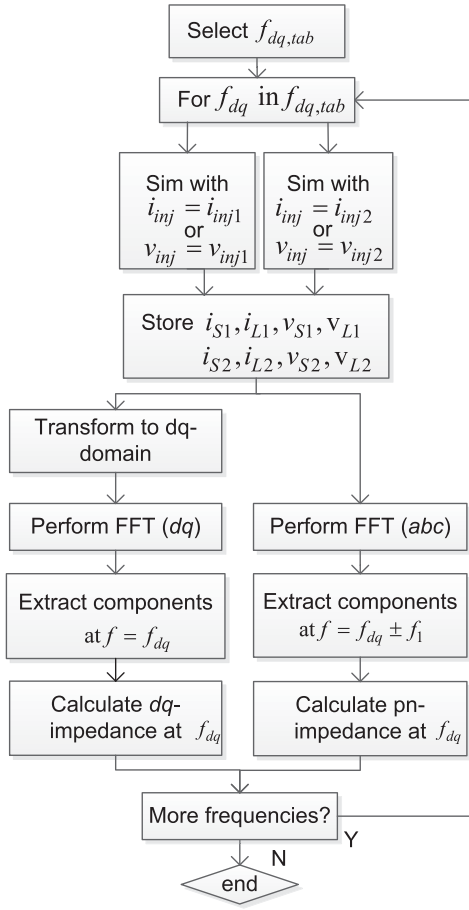 Select f_{dq,tab}
For f_{dq} in f_{dq,tab}
Sim with
i_{inj} = i_{inj1}
or
v_{inj} = v_{inj1}
Sim with
i_{inj} = i_{inj2}
or
v_{inj} = v_{inj2}
Store i_{S1}, i_{L1}, v_{S1}, v_{L1}
i_{S2}, i_{L2}, v_{S2}, v_{L2}
Transform to dq-
domain
Perform FFT (dq)
Extract components
at f = f_{dq}
Calculate dq-
impedance at f_{dq}
Perform FFT (abc)
Extract components
at f = f_{dq} ± f_1
Calculate pn-
impedance at f_{dq}
More frequencies?
Y
N
end